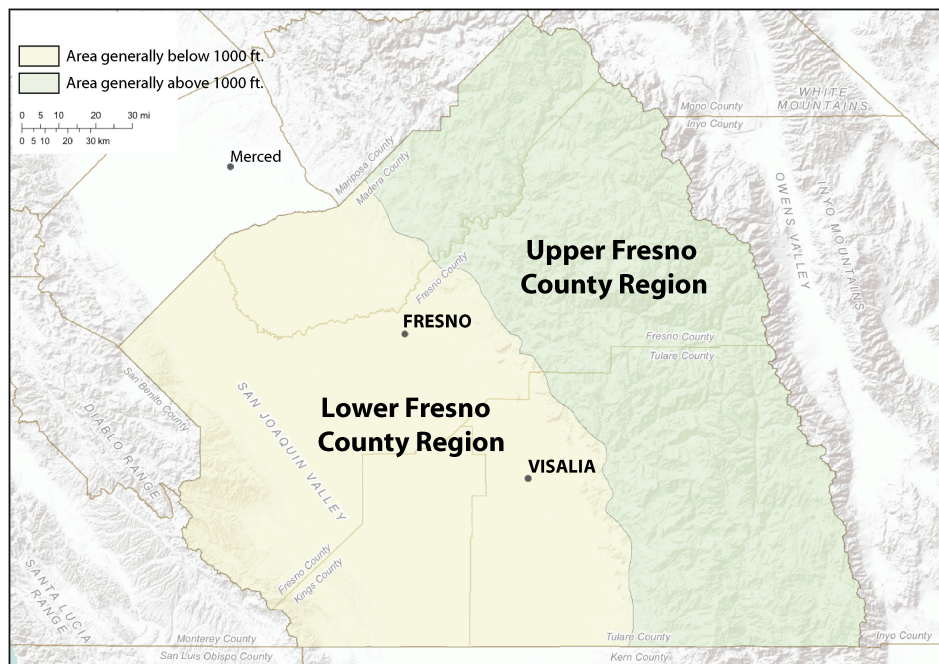 Area generally below 1000 ft.
Area generally above 1000 ft.
0 10 20 30 mi
0 5 10 20 30 km
Merced
Mariposa County
Madera County
Mono County
Inyo County
WHITE
MOUNTAINS
OWENS VALLEY
INYO MOUNTAINS
Upper Fresno
County Region
Fresno County
FRESNO
Fresno County
Tulare County
San Benito County
DIABLO RANGE
SAN JOAQUIN VALLEY
Lower Fresno
County Region
VISALIA
Fresno County
Kings County
SANTA LUCIA
RANGE
Monterey County
San Luis Obispo County
Tulare County
Kern County
Inyo County